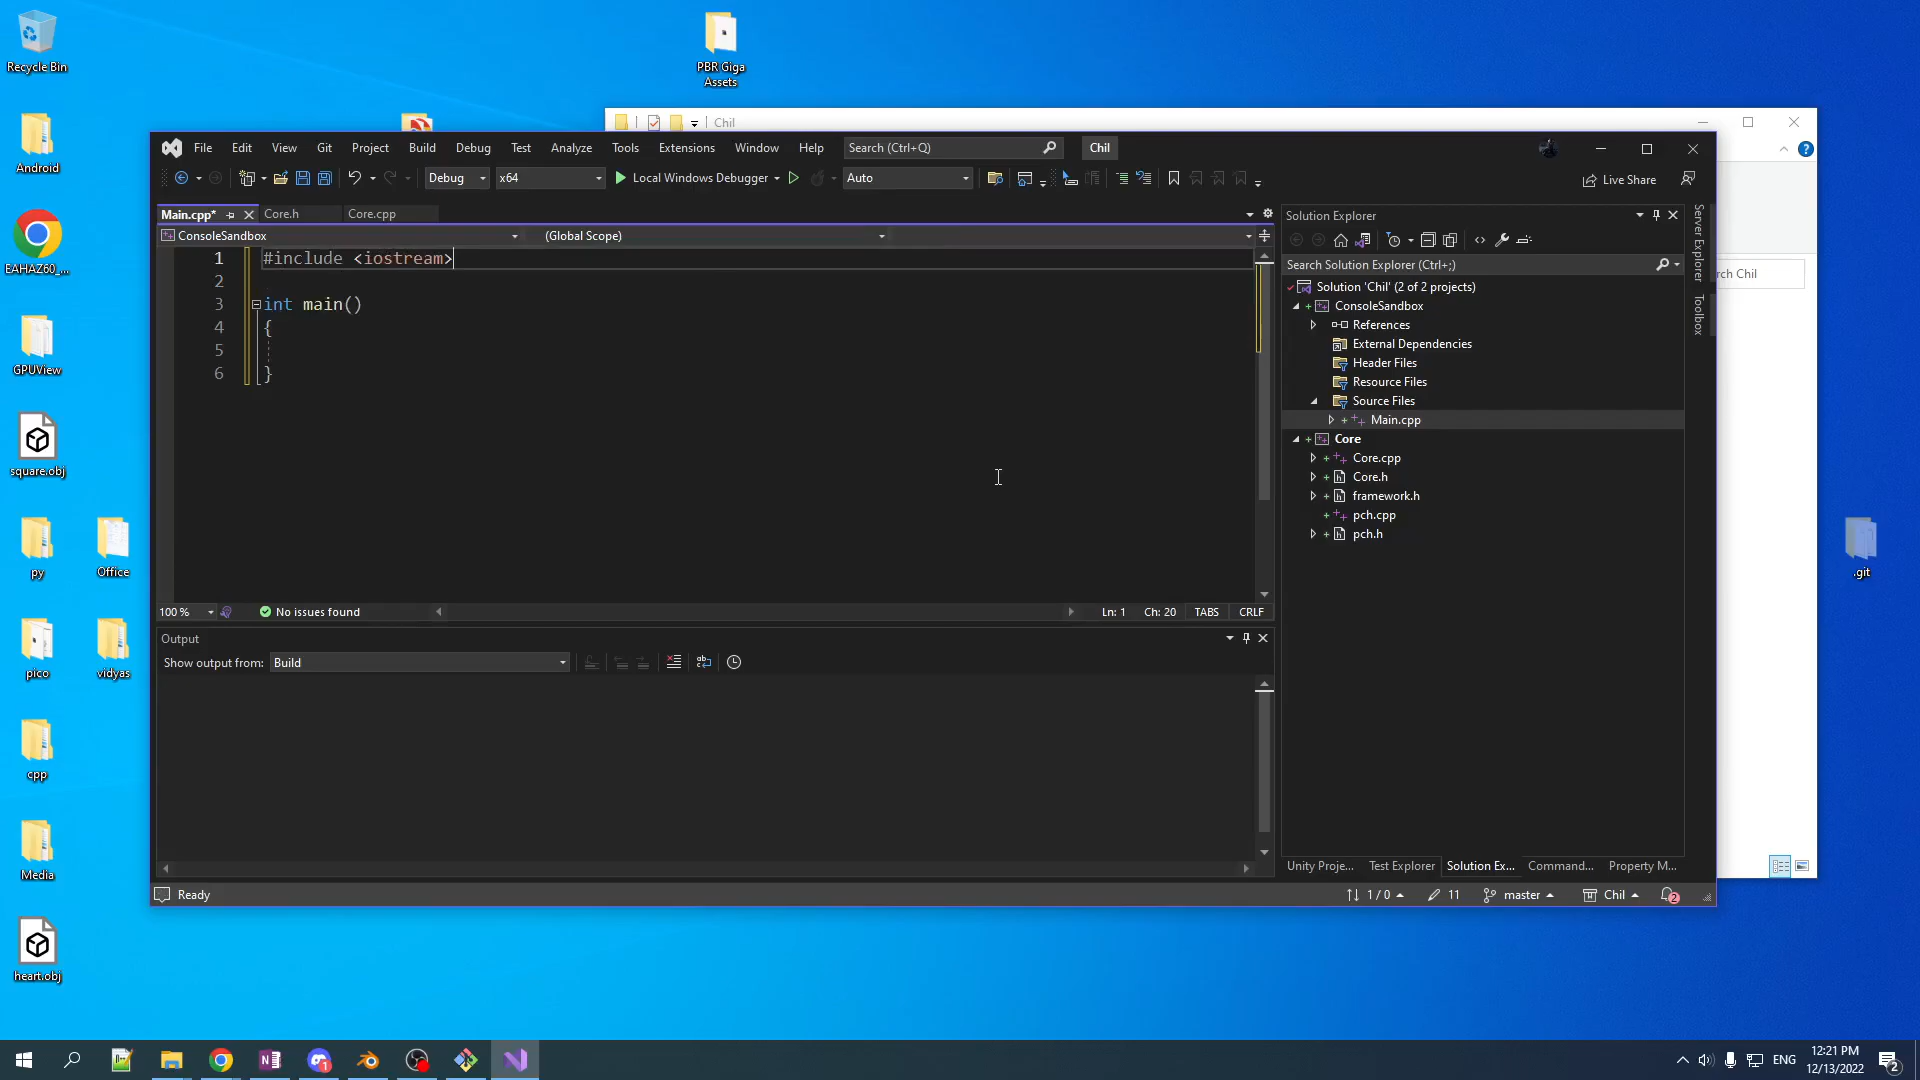 Recycle Bin
Android
EAHAZ60_...
GPUView
square.obj
py
Office
pico
vidyas
cpp
Media
heart.obj
PBR Giga
Assets
.git
Chil
rch Chil
File Edit View Git Project Build Debug Test Analyze Tools Extensions Window Help Search (Ctrl+Q) Chil
Debug x64 Local Windows Debugger Auto Live Share
Main.cpp* Core.h Core.cpp
ConsoleSandbox (Global Scope)
1 #include <iostream>
2
3 int main()
4 {
5
6 }
100 % No issues found Ln: 1 Ch: 20 TABS CRLF
Output
Show output from: Build
Solution Explorer
Search Solution Explorer (Ctrl+;)
Solution 'Chil' (2 of 2 projects)
ConsoleSandbox
References
External Dependencies
Header Files
Resource Files
Source Files
Main.cpp
Core
Core.cpp
Core.h
framework.h
pch.cpp
pch.h
Unity Proje... Test Explorer Solution Ex... Command... Property M...
Server Explorer
Toolbox
Ready 1 / 0 11 master Chil 2
ENG 12:21 PM
12/13/2022
2
1